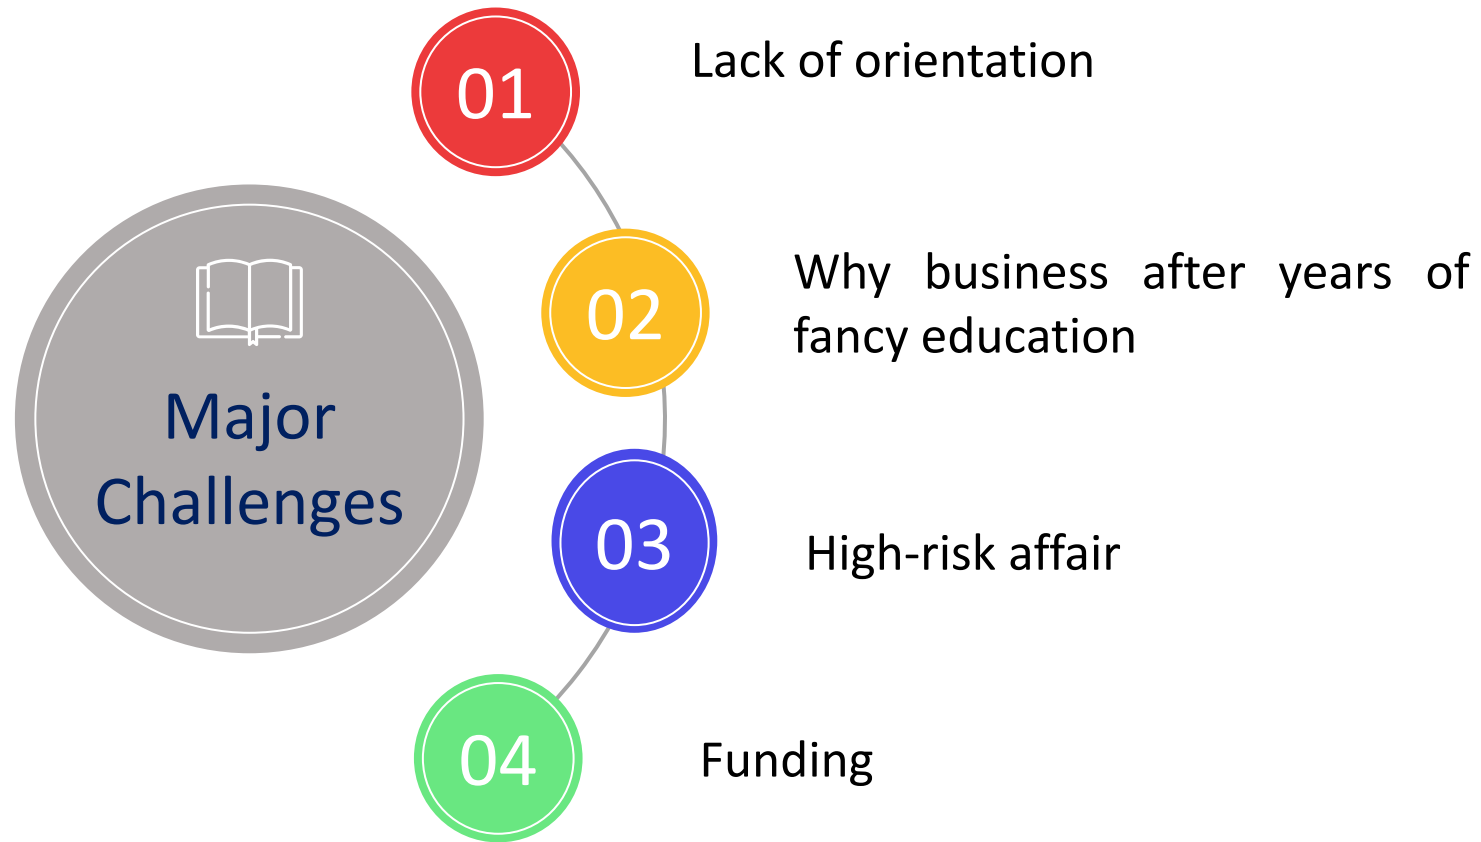 Major
Challenges
01
Lack of orientation
02
Why business after years of
fancy education
03
High-risk affair
04
Funding